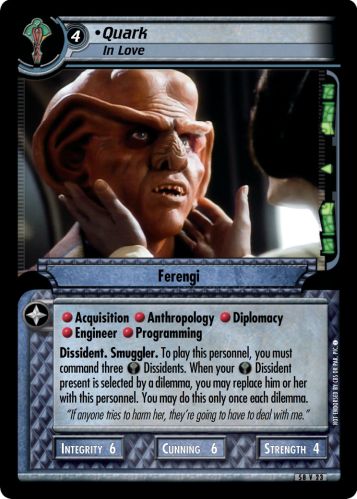 4
•Quark
In Love
Ferengi
Acquisition Anthropology Diplomacy
Engineer Programming
Dissident. Smuggler. To play this personnel, you must
command three Dissidents. When your Dissident
present is selected by a dilemma, you may replace him or her
with this personnel. You may do this only once each dilemma.
"If anyone tries to harm her, they're going to have to deal with me."
INTEGRITY 6
CUNNING 6
STRENGTH 4
58 V 23